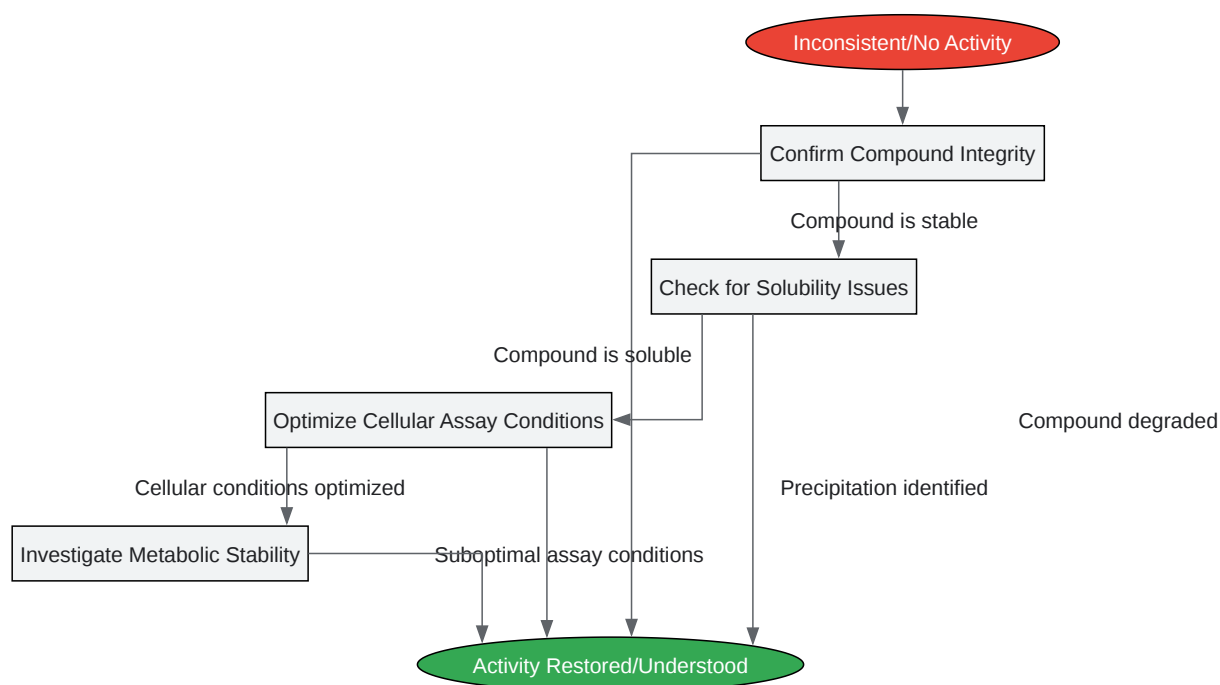 Inconsistent/No Activity
Confirm Compound Integrity
Compound is stable
Check for Solubility Issues
Compound is soluble
Optimize Cellular Assay Conditions
Compound degraded
Cellular conditions optimized
Precipitation identified
Investigate Metabolic Stability
Suboptimal assay conditions
Activity Restored/Understood